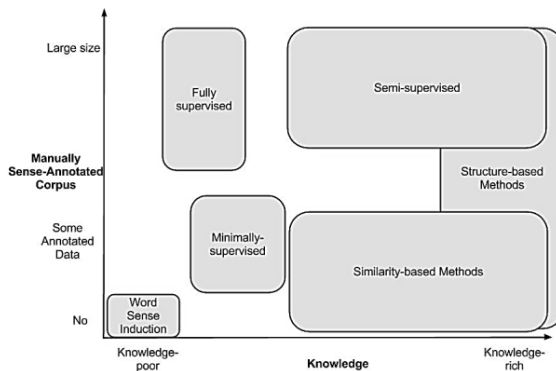 Large size
Fully
supervised
Semi-supervised
Manually
Sense-Annotated
Corpus
Structure-based
Methods
Some
Annotated
Data
Minimally-
supervised
Similarity-based Methods
No
Word
Sense
Induction
Knowledge-
poor
Knowledge
Knowledge-
rich